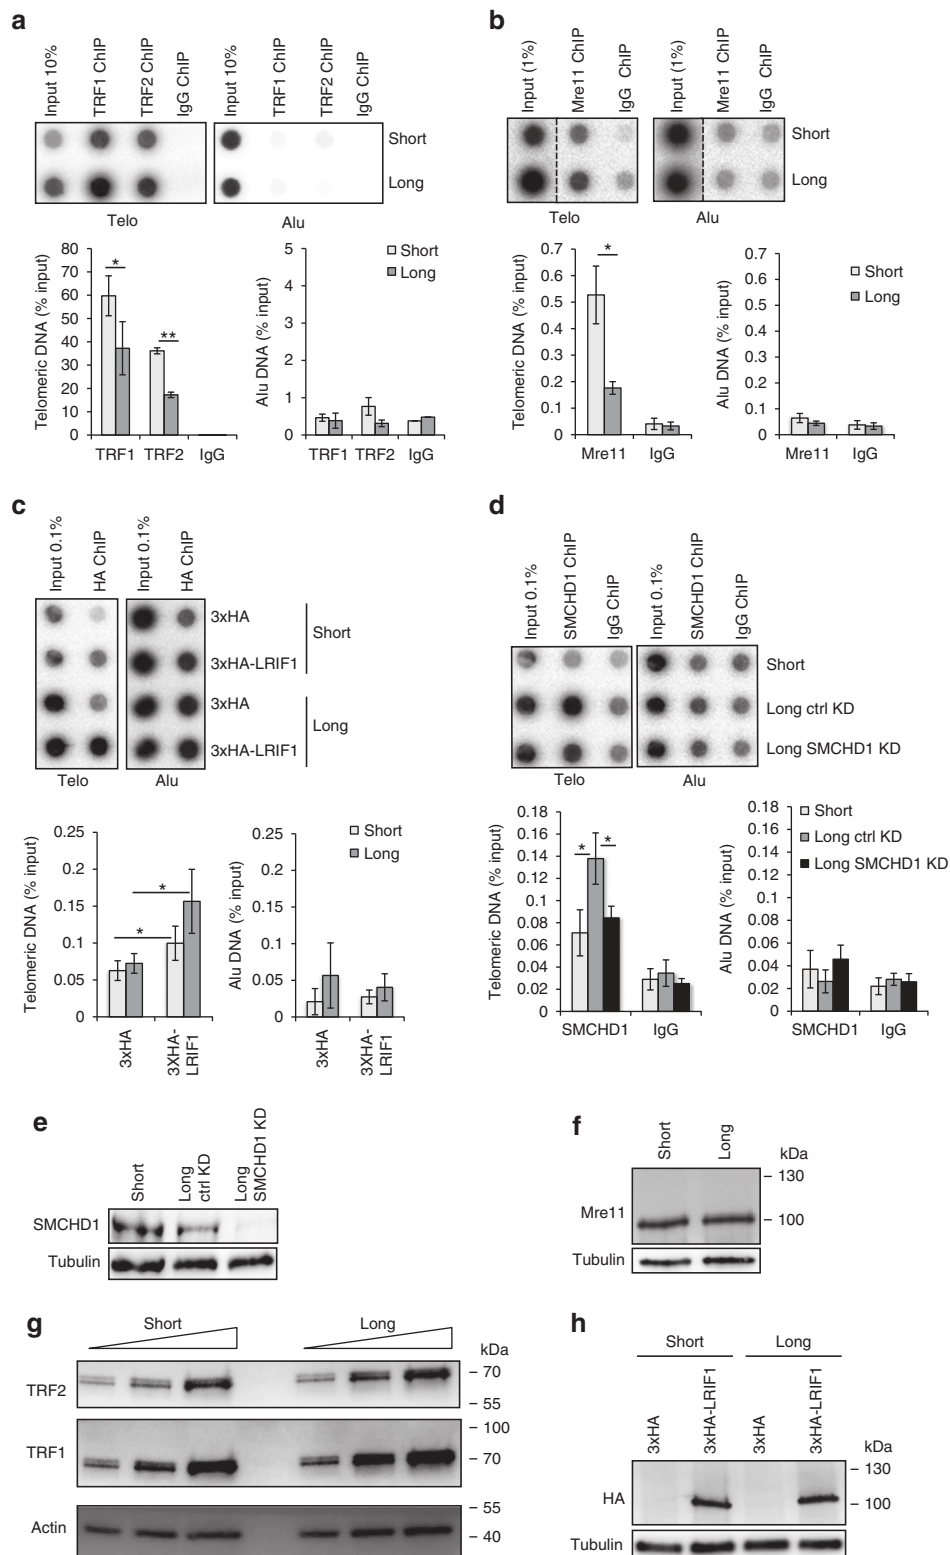 a
Input 10%
TRF1 ChIP
TRF2 ChIP
IgG ChIP
Input 10%
TRF1 ChIP
TRF2 ChIP
IgG ChIP
Short
Long
Telo
Alu
Telomeric DNA (% input)
80
70
60
50
40
30
20
10
0
*
**
TRF1 TRF2 IgG
Alu DNA (% input)
5
4
3
2
1
0
Short
Long
TRF1 TRF2 IgG
b
Input (1%)
Mre11 ChIP
IgG ChIP
Input (1%)
Mre11 ChIP
IgG ChIP
Short
Long
Telo
Alu
Telomeric DNA (% input)
0.7
0.6
0.5
0.4
0.3
0.2
0.1
0
*
Mre11 IgG
Alu DNA (% input)
0.7
0.6
0.5
0.4
0.3
0.2
0.1
0
Short
Long
Mre11 IgG
c
Input 0.1%
HA ChIP
Input 0.1%
HA ChIP
3xHA
3xHA-LRIF1
Short
3xHA
3xHA-LRIF1
Long
Telo
Alu
Telomeric DNA (% input)
0.25
0.2
0.15
0.1
0.05
0
*
*
3xHA
3XHA-
LRIF1
Alu DNA (% input)
0.25
0.2
0.15
0.1
0.05
0
Short
Long
3xHA
3XHA-
LRIF1
d
Input 0.1%
SMCHD1 ChIP
IgG ChIP
Input 0.1%
SMCHD1 ChIP
IgG ChIP
Short
Long ctrl KD
Long SMCHD1 KD
Telo
Alu
Telomeric DNA (% input)
0.18
0.16
0.14
0.12
0.1
0.08
0.06
0.04
0.02
0
*
*
SMCHD1 IgG
Alu DNA (% input)
0.18
0.16
0.14
0.12
0.1
0.08
0.06
0.04
0.02
0
Short
Long ctrl KD
Long SMCHD1 KD
SMCHD1 IgG
e
Short
Long
ctrl KD
Long
SMCHD1 KD
SMCHD1
Tubulin
f
Short
Long
kDa
130
Mre11
100
Tubulin
g
Short
Long
kDa
TRF2
70
55
TRF1
100
70
Actin
55
40
h
Short
Long
3xHA
3xHA-LRIF1
3xHA
3xHA-LRIF1
kDa
130
HA
100
Tubulin